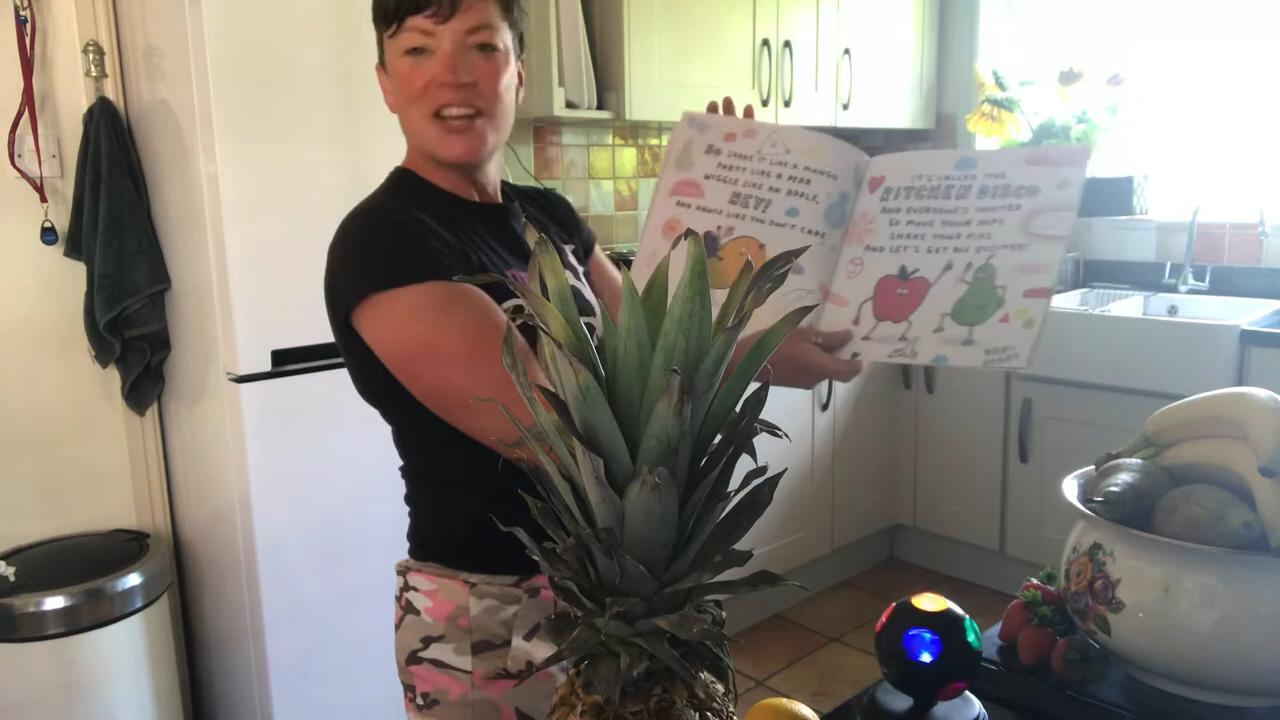 SO SHAKE IT LIKE A MANGO
PARTY LIKE A PEAR
WIGGLE LIKE AN APPLE,
HEY!
AND DANCE LIKE YOU DON'T CARE
IT'S CALLED THE
KITCHEN DISCO
AND EVERYONE'S INVITED
SO MOVE YOUR HIPS
SHAKE YOUR PIPS
AND LET'S GET ALL EXCITED!